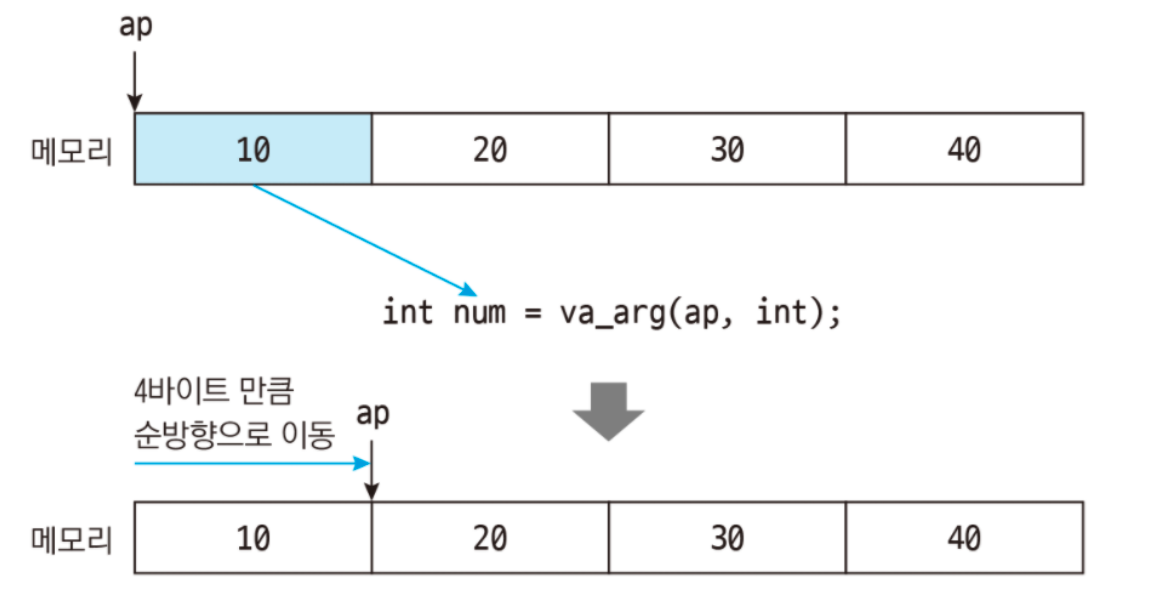 ap
메모리 10 20 30 40
int num = va_arg(ap, int);
4바이트 만큼
순방향으로 이동
ap
메모리 10 20 30 40